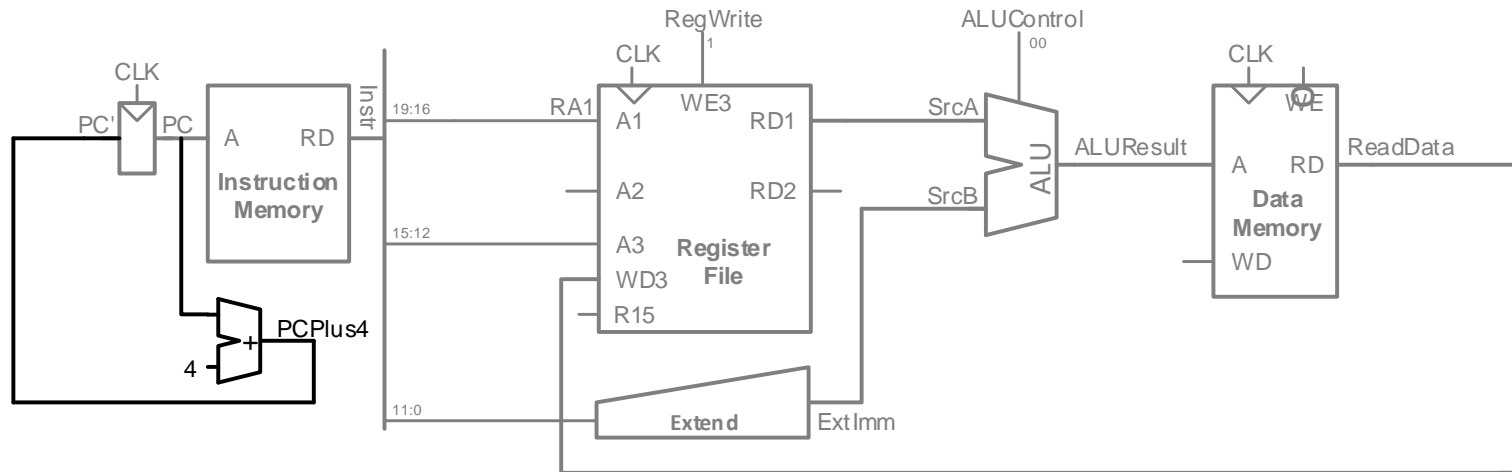 RegWrite
1
ALUControl
00
CLK
CLK
CLK
PC'
PC
Instr
19:16
RA1
A1
WE3
RD1
SrcA
WE
0
A
RD
Instruction
Memory
A2
RD2
ALU
ALUResult
A
RD
ReadData
SrcB
Data
Memory
15:12
A3
Register
File
WD3
WD
R15
PCPlus4
+
4
11:0
Extend
ExtImm